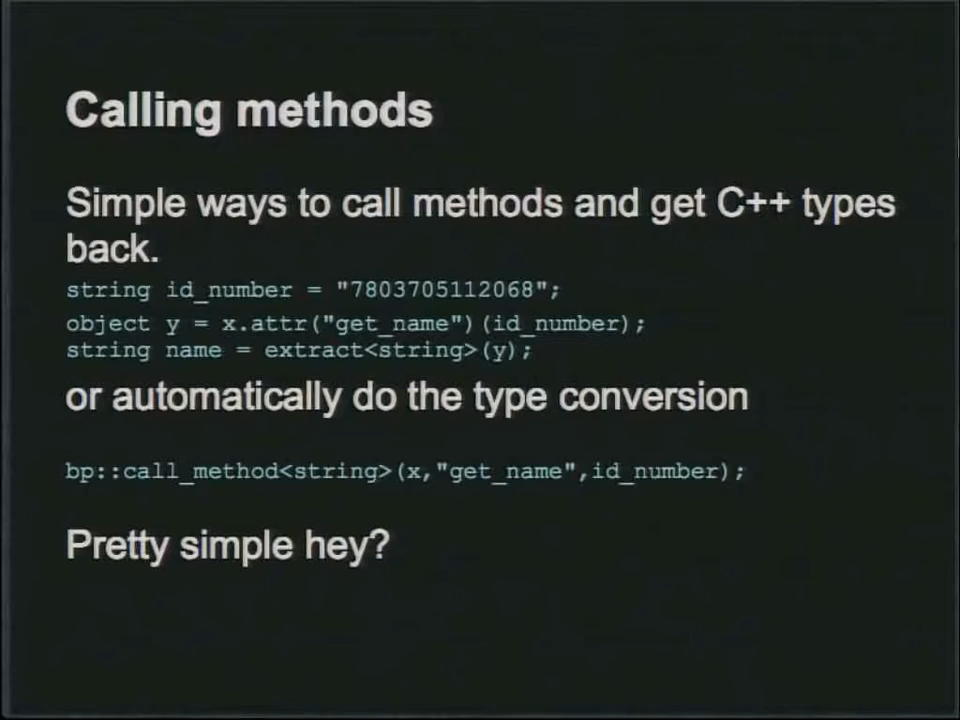 Calling methods
Simple ways to call methods and get C++ types
back.
string id_number = "7803705112068";
object y = x.attr("get_name")(id_number);
string name = extract<string>(y);
or automatically do the type conversion
bp::call_method<string>(x,"get_name",id_number);
Pretty simple hey?